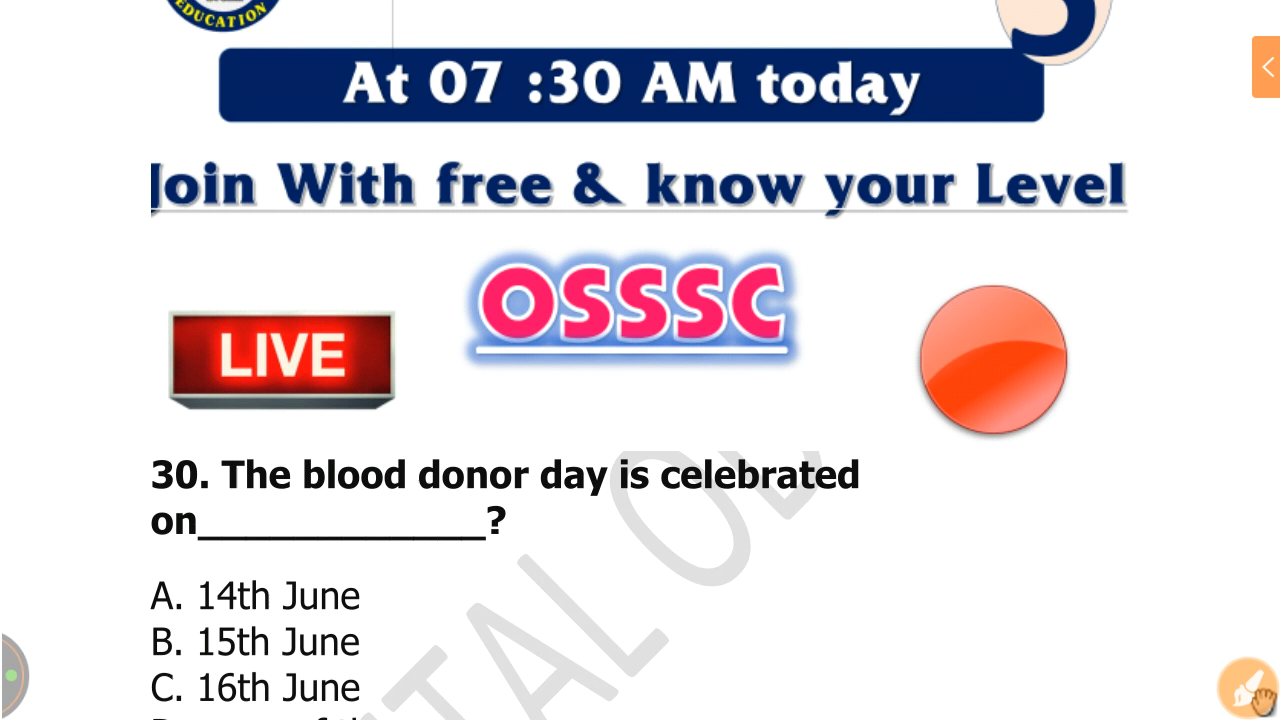 EDUCATION
At 07 :30 AM today
Join With free & know your Level
OSSSC
LIVE
30. The blood donor day is celebrated
on_____________?
A. 14th June
B. 15th June
C. 16th June